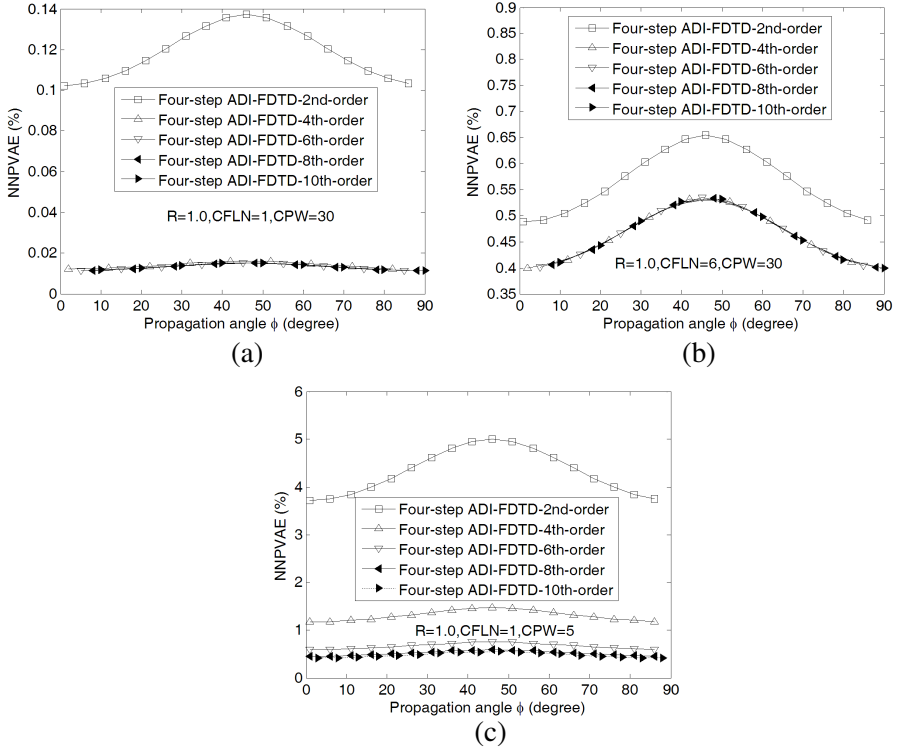 0.14
0.12
0.1
0.08
0.06
0.04
0.02
0
NNPVAE (%)
Four-step ADI-FDTD-2nd-order
Four-step ADI-FDTD-4th-order
Four-step ADI-FDTD-6th-order
Four-step ADI-FDTD-8th-order
Four-step ADI-FDTD-10th-order
R=1.0,CFLN=1,CPW=30
0 10 20 30 40 50 60 70 80 90
Propagation angle ϕ (degree)
(a)
0.9
0.85
0.8
0.75
0.7
0.65
0.6
0.55
0.5
0.45
0.4
0.35
NNPVAE (%)
Four-step ADI-FDTD-2nd-order
Four-step ADI-FDTD-4th-order
Four-step ADI-FDTD-6th-order
Four-step ADI-FDTD-8th-order
Four-step ADI-FDTD-10th-order
R=1.0,CFLN=6,CPW=30
0 10 20 30 40 50 60 70 80 90
Propagation angle ϕ (degree)
(b)
6
5
4
3
2
1
0
NNPVAE (%)
Four-step ADI-FDTD-2nd-order
Four-step ADI-FDTD-4th-order
Four-step ADI-FDTD-6th-order
Four-step ADI-FDTD-8th-order
Four-step ADI-FDTD-10th-order
R=1.0,CFLN=1,CPW=5
0 10 20 30 40 50 60 70 80 90
Propagation angle ϕ (degree)
(c)